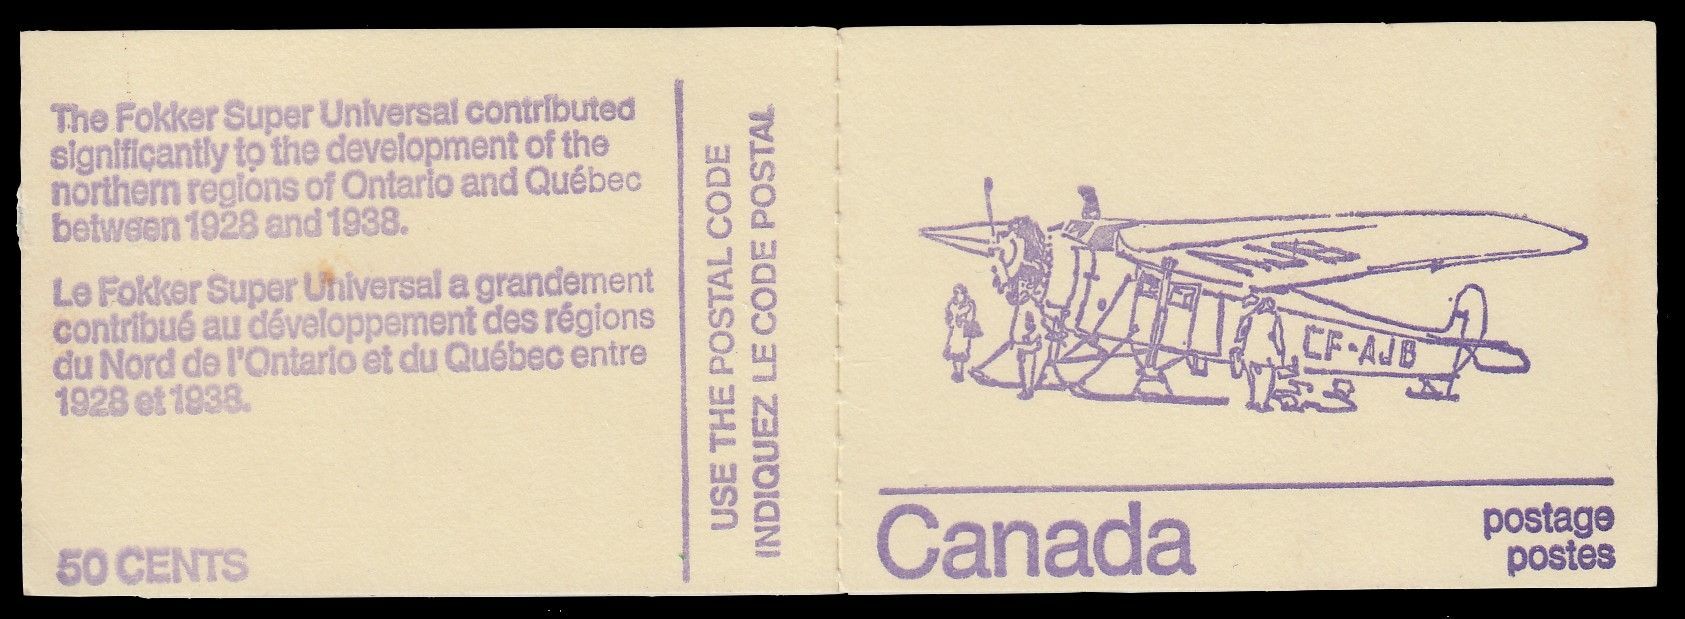 The Fokker Super Universal contributed
significantly to the development of the
northern regions of Ontario and Québec
between 1928 and 1938.
Le Fokker Super Universal a grandement
contribué au développement des régions
du Nord de l'Ontario et du Québec entre
1928 et 1938.
50 CENTS
USE THE POSTAL CODE
INDIQUEZ LE CODE POSTAL
CF-AJB
Canada
postage
postes